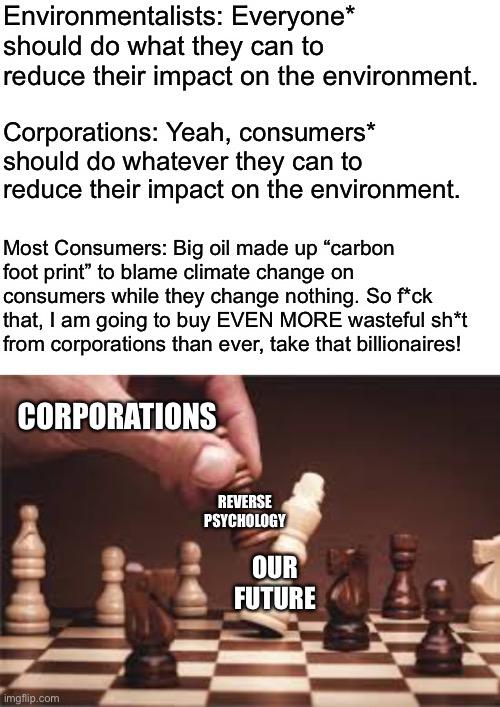 Environmentalists: Everyone*
should do what they can to
reduce their impact on the environment.
Corporations: Yeah, consumers*
should do whatever they can to
reduce their impact on the environment.
Most Consumers: Big oil made up “carbon
foot print” to blame climate change on
consumers while they change nothing. So f*ck
that, I am going to buy EVEN MORE wasteful sh*t
from corporations than ever, take that billionaires!
CORPORATIONS
REVERSE
PSYCHOLOGY
OUR
FUTURE
imgflip.com